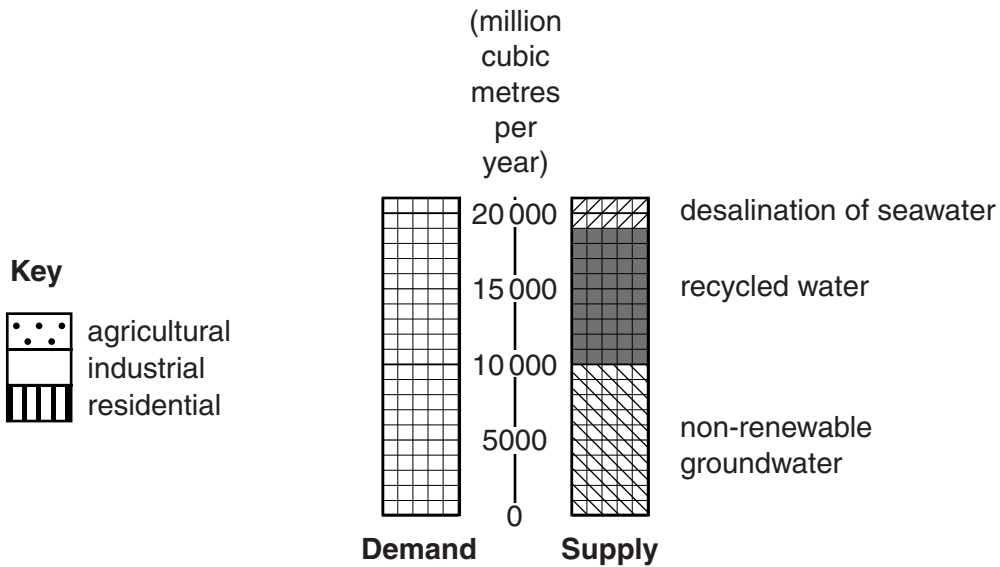 (million
cubic
metres
per
year)
20 000
desalination of seawater
Key
15 000
recycled water
agricultural
industrial
10 000
residential
non-renewable
5000
groundwater
0
Demand
Supply